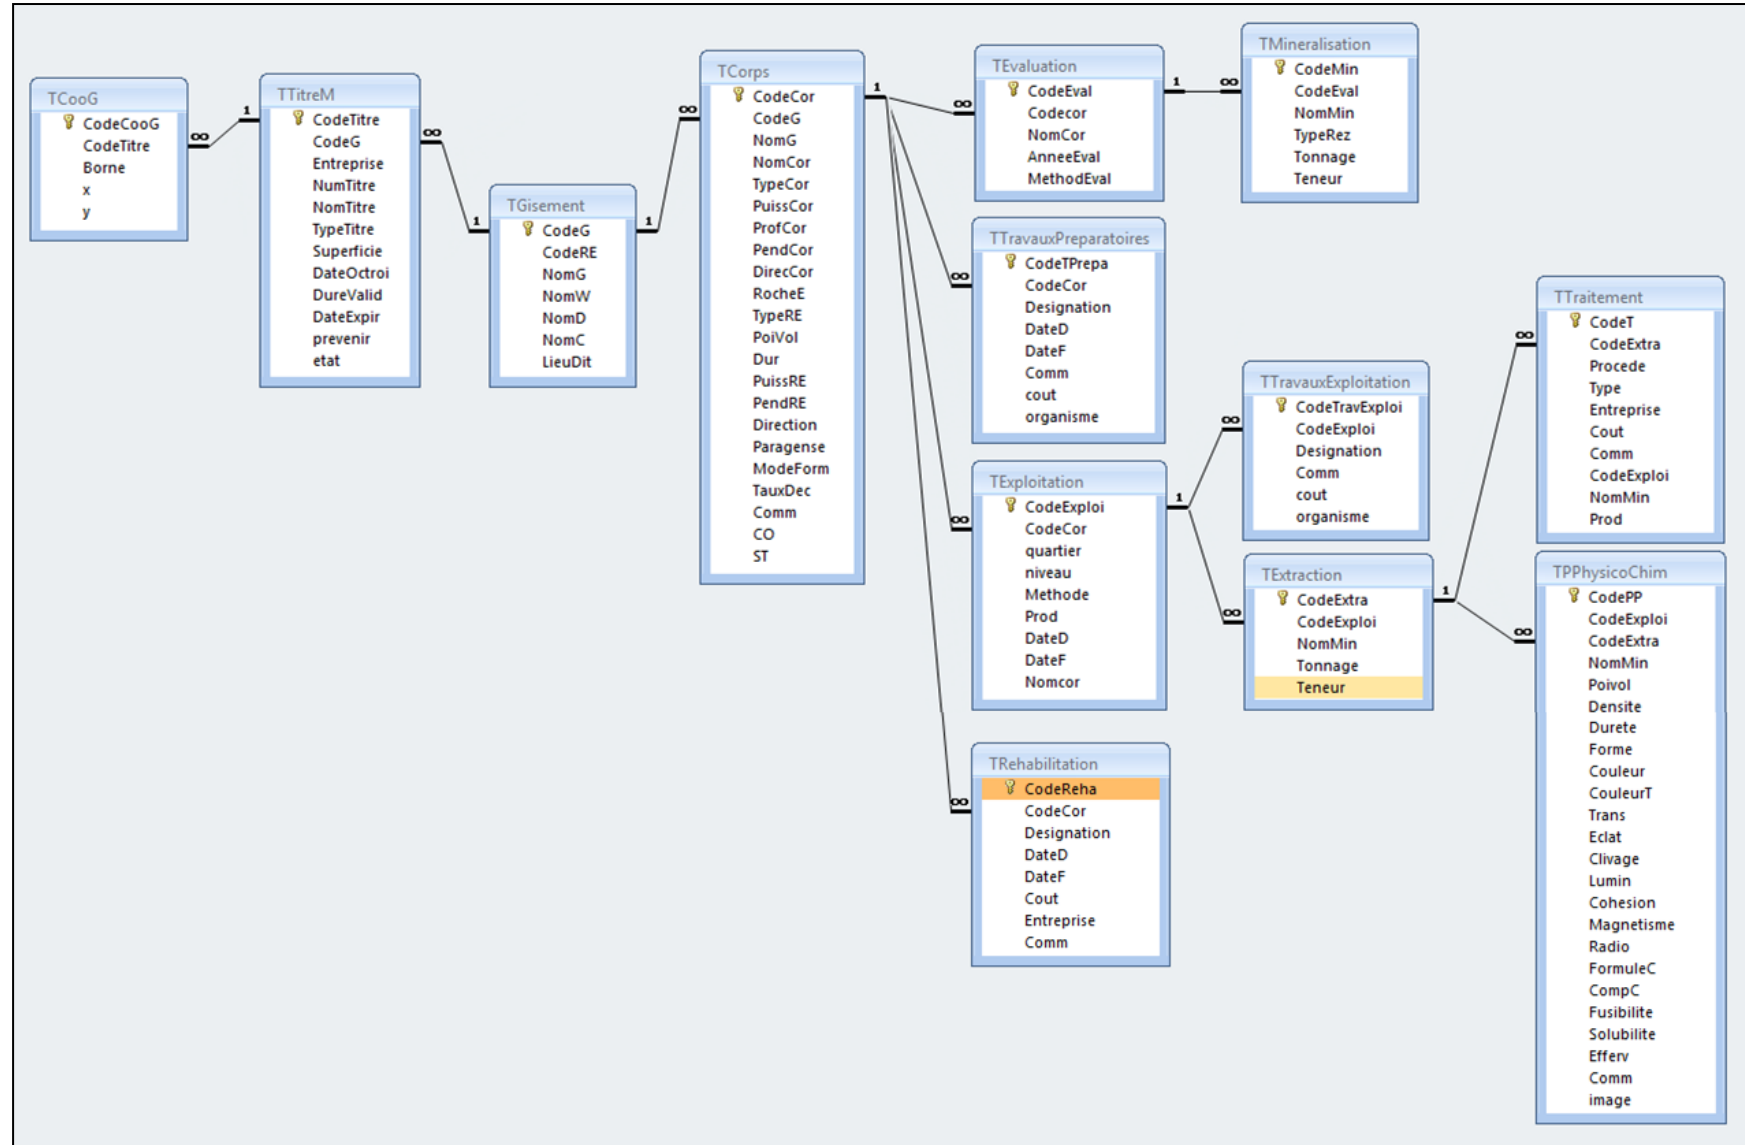 TCooG
CodeCooG
CodeTitre
Borne
x
y
∞
1
TTitreM
CodeTitre
CodeG
Entreprise
NumTitre
NomTitre
TypeTitre
Superficie
DateOctroi
DureValid
DateExpir
prevenir
etat
∞
1
TGisement
CodeG
CodeRE
NomG
NomW
NomD
NomC
LieuDit
1
∞
TCorps
CodeCor
CodeG
NomG
NomCor
TypeCor
PuissCor
ProfCor
PendCor
DirecCor
RocheE
TypeRE
PoiVol
Dur
PuissRE
PendRE
Direction
Paragense
ModeForm
TauxDec
Comm
CO
ST
1
∞
TEvaluation
CodeEval
Codecor
NomCor
AnneeEval
MethodEval
1
∞
TMineralisation
CodeMin
CodeEval
NomMin
TypeRez
Tonnage
Teneur
∞
TTravauxPreparatoires
CodeTPrepa
CodeCor
Designation
DateD
DateF
Comm
cout
organisme
∞
TExploitation
CodeExploi
CodeCor
quartier
niveau
Methode
Prod
DateD
DateF
Nomcor
1
∞
TTravauxExploitation
CodeTravExploi
CodeExploi
Designation
Comm
cout
organisme
∞
TExtraction
CodeExtra
CodeExploi
NomMin
Tonnage
Teneur
1
∞
TTraitement
CodeT
CodeExtra
Procede
Type
Entreprise
Cout
Comm
CodeExploi
NomMin
Prod
∞
TPPhysicoChim
CodePP
CodeExploi
CodeExtra
NomMin
Poivol
Densite
Durete
Forme
Couleur
CouleurT
Trans
Eclat
Clivage
Lumin
Cohesion
Magnetisme
Radio
FormuleC
CompC
Fusibilite
Solubilite
Efferv
Comm
image
∞
TRehabilitation
CodeReha
CodeCor
Designation
DateD
DateF
Cout
Entreprise
Comm